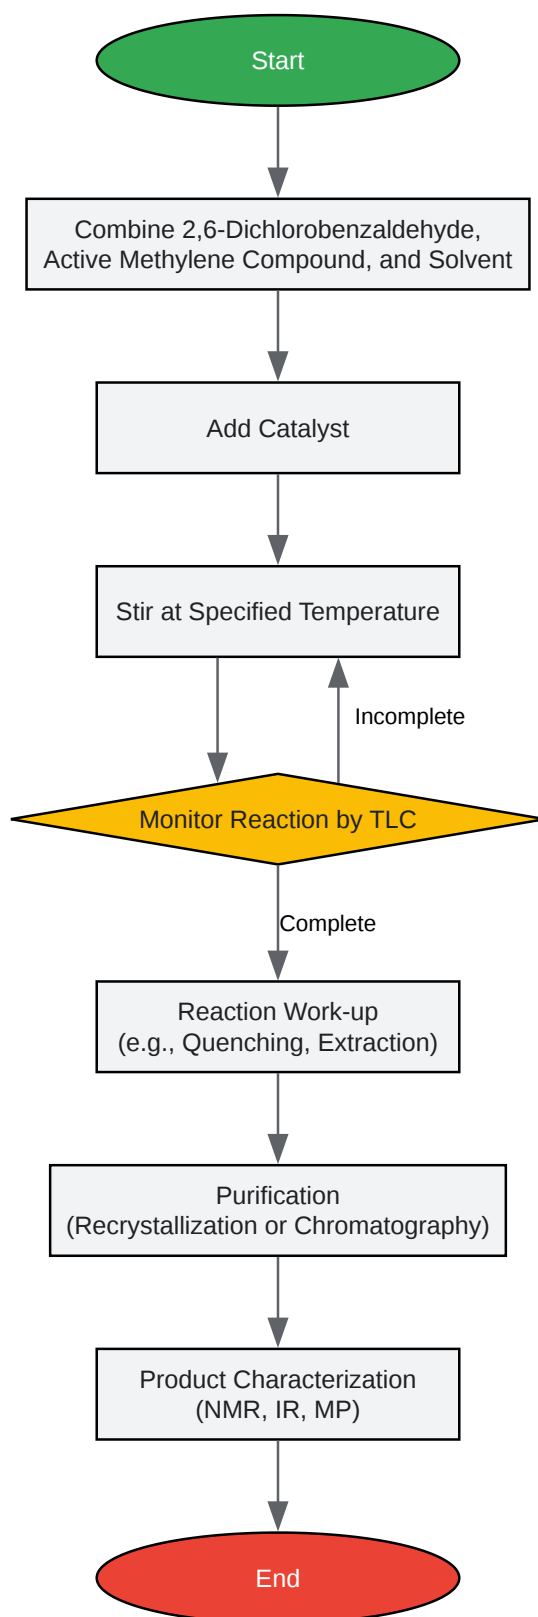 Start
Combine 2,6-Dichlorobenzaldehyde,
Active Methylene Compound, and Solvent
Add Catalyst
Stir at Specified Temperature
Incomplete
Monitor Reaction by TLC
Complete
Reaction Work-up
(e.g., Quenching, Extraction)
Purification
(Recrystallization or Chromatography)
Product Characterization
(NMR, IR, MP)
End